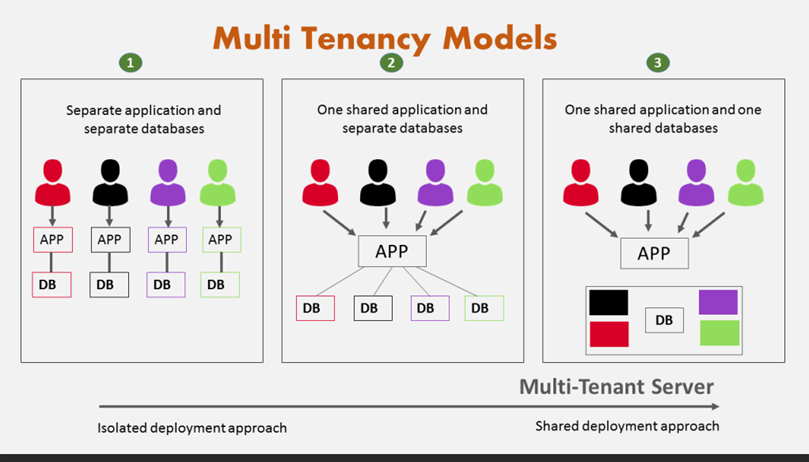 Multi Tenancy Models
1
2
3
Separate application and
separate databases
APP
APP
APP
APP
DB
DB
DB
DB
One shared application and
separate databases
APP
DB
DB
DB
DB
One shared application and one
shared databases
APP
DB
Multi-Tenant Server
Isolated deployment approach
Shared deployment approach